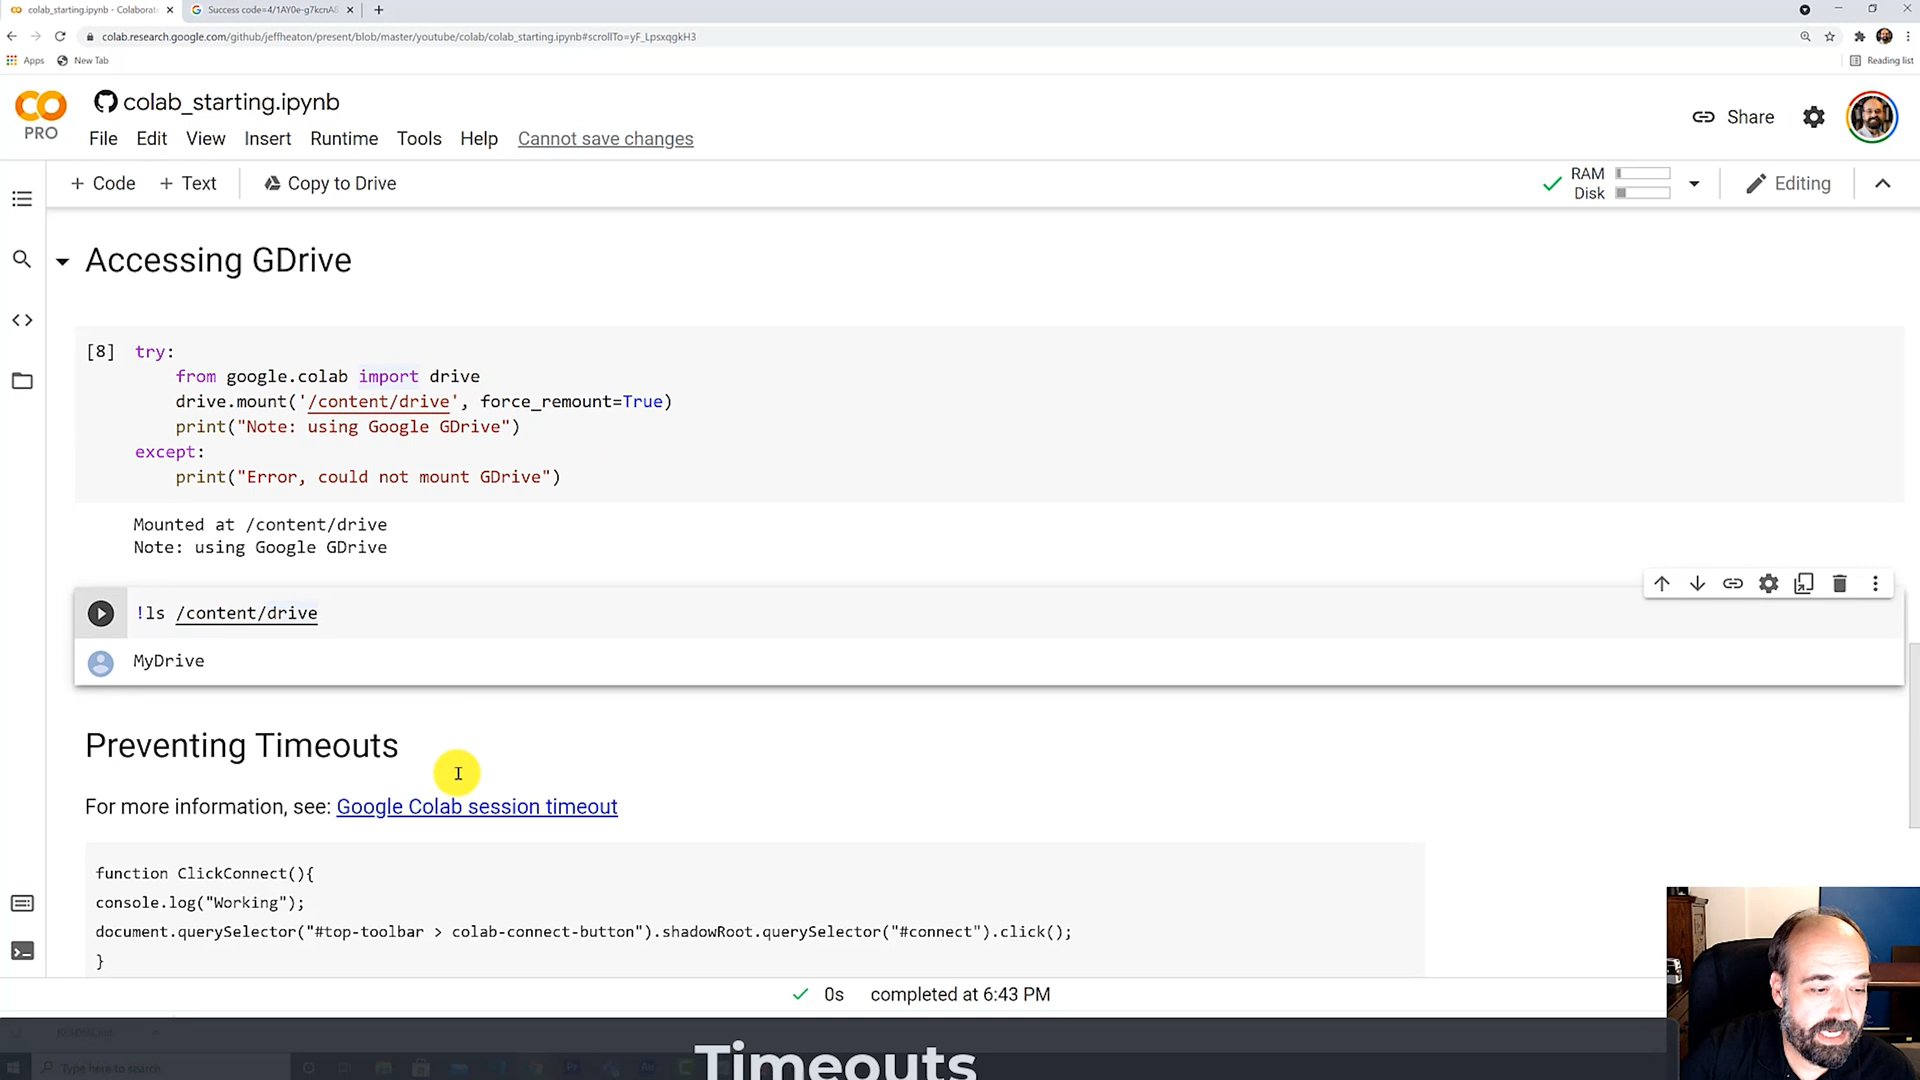 colab_starting.ipynb - Colabora
Success code=4/1AY0e-g7kcnA
colab.research.google.com/github/jeffheaton/present/blob/master/youtube/colab/colab_starting.ipynb#scrollTo=yF_LpsxqgkH3
Apps New Tab Reading list
CO PRO
colab_starting.ipynb
Share
File Edit View Insert Runtime Tools Help Cannot save changes
+ Code + Text Copy to Drive
RAM
Disk
Editing
Accessing GDrive
[8] try:
from google.colab import drive
drive.mount('/content/drive', force_remount=True)
print("Note: using Google GDrive")
except:
print("Error, could not mount GDrive")
Mounted at /content/drive
Note: using Google GDrive
!ls /content/drive
MyDrive
Preventing Timeouts
For more information, see: Google Colab session timeout
function ClickConnect(){
console.log("Working");
document.querySelector("#top-toolbar > colab-connect-button").shadowRoot.querySelector("#connect").click();
}
0s completed at 6:43 PM
Timeouts
Type here to search